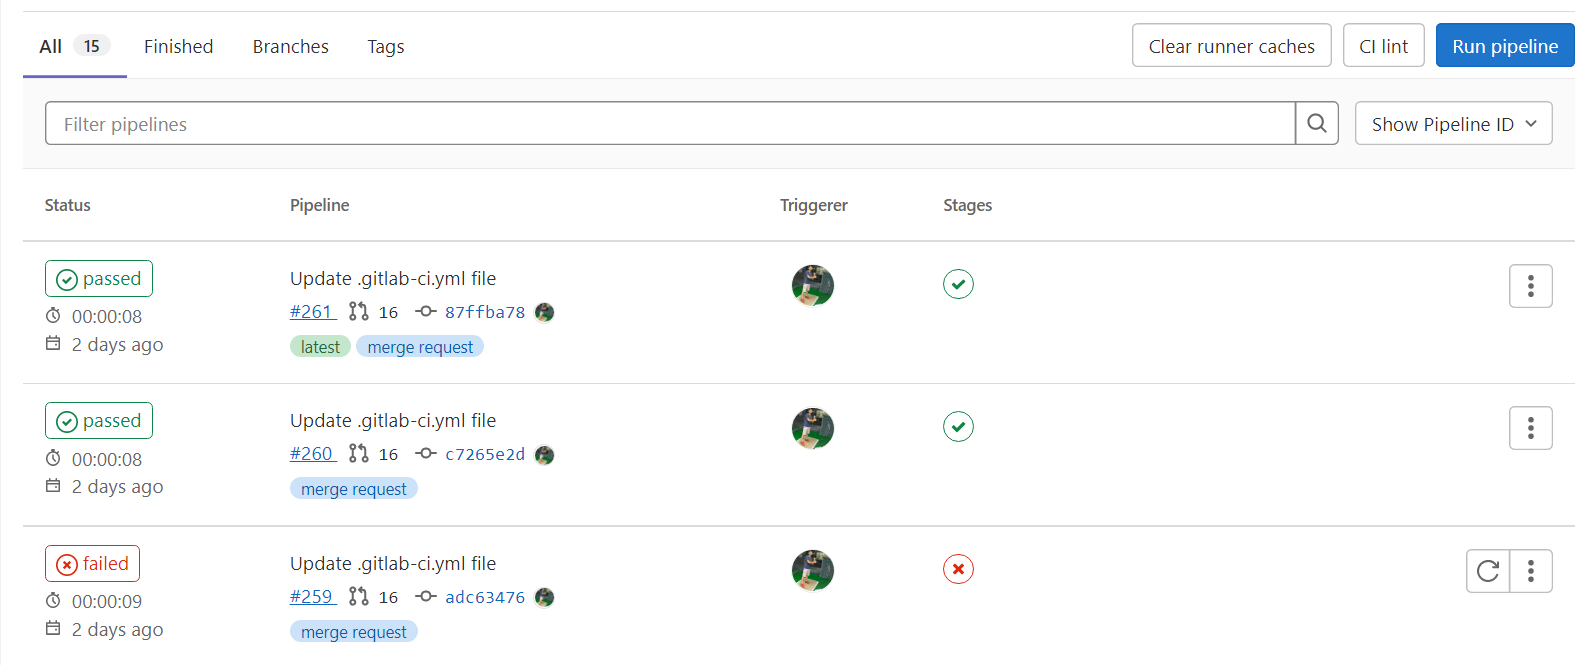 All 15 Finished Branches Tags Clear runner caches CI lint Run pipeline
Filter pipelines Show Pipeline ID
Status Pipeline Triggerer Stages
passed Update .gitlab-ci.yml file
00:00:08 #261 16 87ffba78
2 days ago latest merge request
passed Update .gitlab-ci.yml file
00:00:08 #260 16 c7265e2d
2 days ago merge request
failed Update .gitlab-ci.yml file
00:00:09 #259 16 adc63476
2 days ago merge request